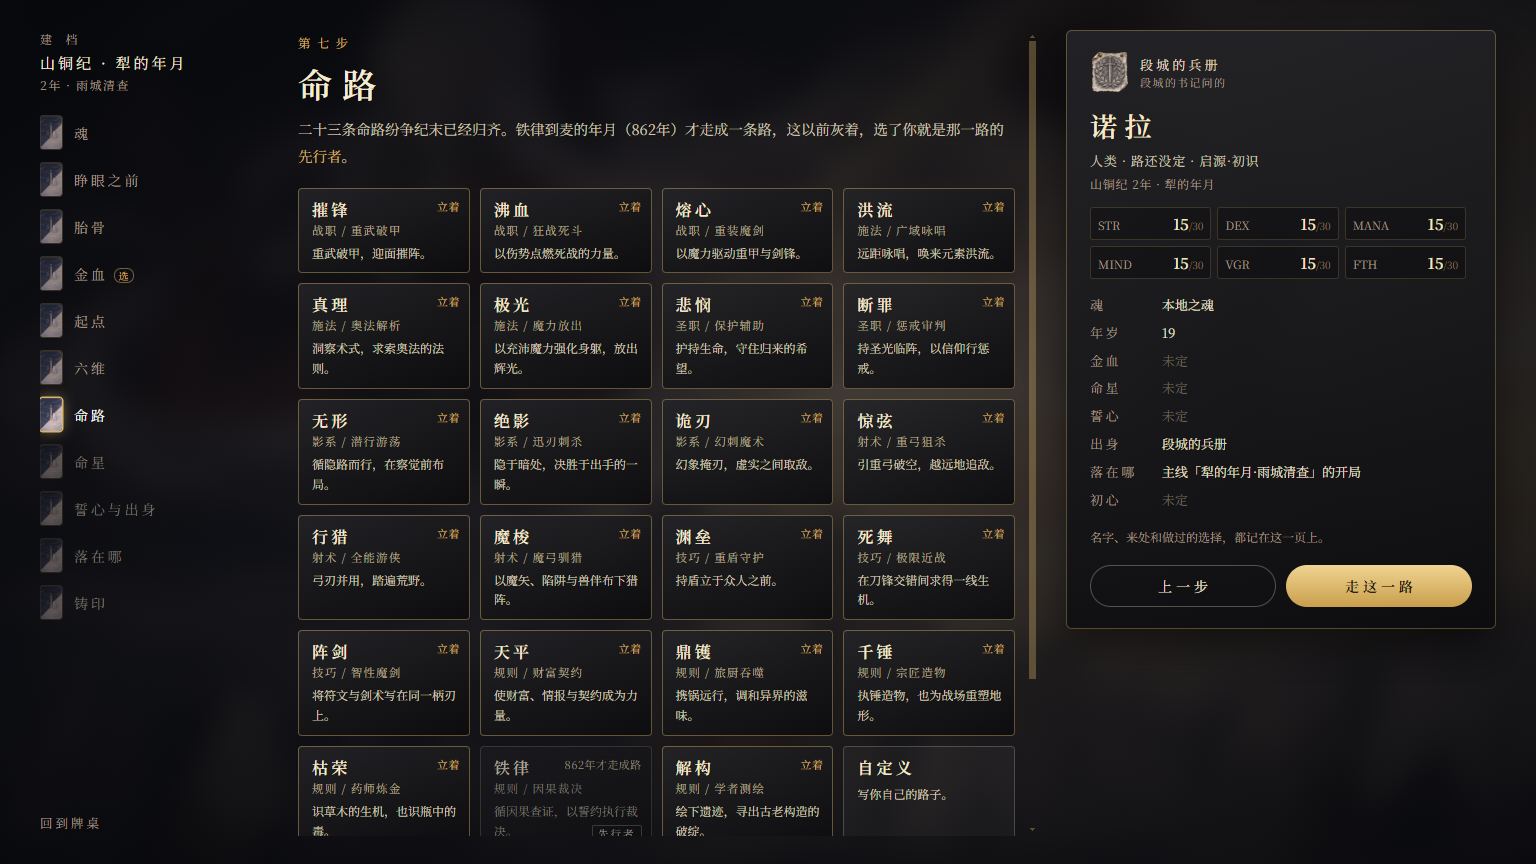 建 档
山铜纪 · 犁的年月
2年 · 雨城清查
魂
睁眼之前
胎骨
金血 选
起点
六维
命路
命星
誓心与出身
落在哪
铸印
回到牌桌
第七步
命路
二十三条命路纷争纪末已经归齐。铁律到麦的年月（862年）才走成一条路，这以前灰着，选了你就是那一路的
先行者。
摧锋 立着
战职 / 重武破甲
重武破甲，迎面摧阵。
沸血 立着
战职 / 狂战死斗
以伤势点燃死战的力量。
熔心 立着
战职 / 重装魔剑
以魔力驱动重甲与剑锋。
洪流 立着
施法 / 广域咏唱
远距咏唱，唤来元素洪流。
真理 立着
施法 / 奥法解析
洞察术式，求索奥法的法
则。
极光 立着
施法 / 魔力放出
以充沛魔力强化身躯，放出
辉光。
悲悯 立着
圣职 / 保护辅助
护持生命，守住归来的希
望。
断罪 立着
圣职 / 惩戒审判
持圣光临阵，以信仰行惩
戒。
无形 立着
影系 / 潜行游荡
循隐路而行，在察觉前布
局。
绝影 立着
影系 / 迅刃刺杀
隐于暗处，决胜于出手的一
瞬。
诡刃 立着
影系 / 幻刺魔术
幻象掩刃，虚实之间取敌。
惊弦 立着
射术 / 重弓狙杀
引重弓破空，越远地追敌。
行猎 立着
射术 / 全能游侠
弓刃并用，踏遍荒野。
魔梭 立着
射术 / 魔弓驯猎
以魔矢、陷阱与兽伴布下猎
阵。
渊垒 立着
技巧 / 重盾守护
持盾立于众人之前。
死舞 立着
技巧 / 极限近战
在刀锋交错间求得一线生
机。
阵剑 立着
技巧 / 智性魔剑
将符文与剑术写在同一柄刃
上。
天平 立着
规则 / 财富契约
使财富、情报与契约成为力
量。
鼎镬 立着
规则 / 旅厨吞噬
携锅远行，调和异界的滋
味。
千锤 立着
规则 / 宗匠造物
执锤造物，也为战场重塑地
形。
枯荣 立着
规则 / 药师炼金
识草木的生机，也识瓶中的
毒。
铁律 862年才走成路
规则 / 因果裁决
循因果查证，以誓约执行裁
决。 先行者
解构 立着
规则 / 学者测绘
绘下遗迹，寻出古老构造的
破绽。
自定义
写你自己的路子。
段城的兵册
段城的书记问的
诺拉
人类 · 路还没定 · 启源·初识
山铜纪 2年 · 犁的年月
STR 15/30
DEX 15/30
MANA 15/30
MIND 15/30
VGR 15/30
FTH 15/30
魂 本地之魂
年岁 19
金血 未定
命星 未定
誓心 未定
出身 段城的兵册
落在哪 主线「犁的年月·雨城清查」的开局
初心 未定
名字、来处和做过的选择，都记在这一页上。
上一步
走这一路